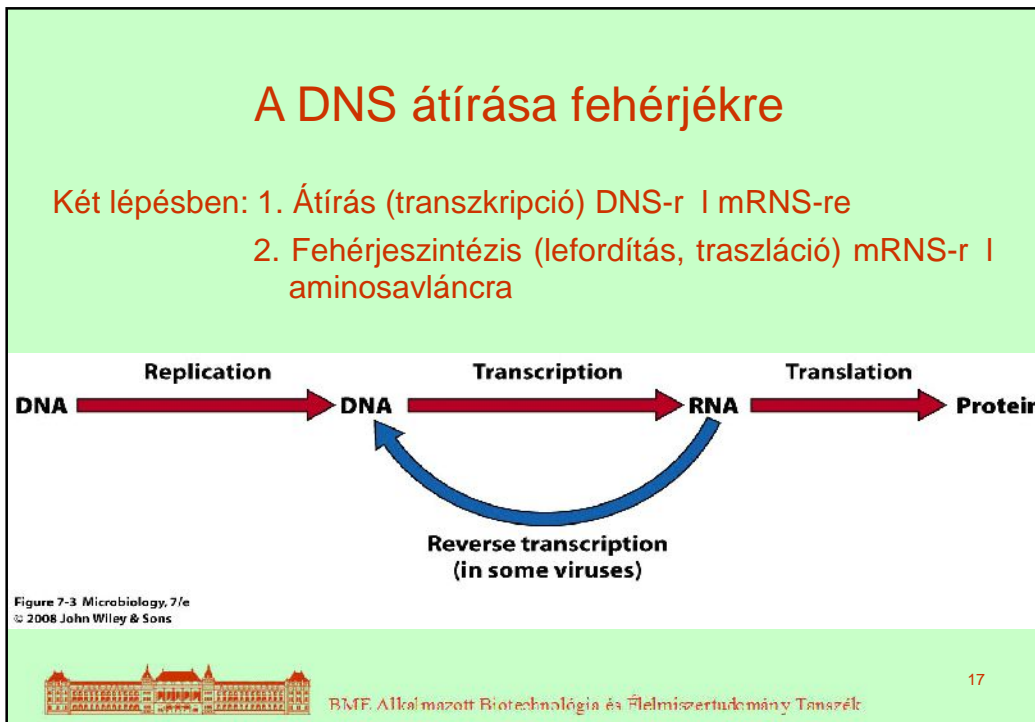 A DNS átírása fehérjékre
Két lépésben: 1. Átírás (transzkripció) DNS-r l mRNS-re
2. Fehérjeszintézis (lefordítás, traszláció) mRNS-r l
aminosavláncra
Replication Transcription Translation
DNA DNA RNA Protein
Reverse transcription
(in some viruses)
Figure 7-3 Microbiology, 7/e
© 2008 John Wiley & Sons
17
BME Alkalmazott Biotechnológia és Élelmiszertudomány Tanszék